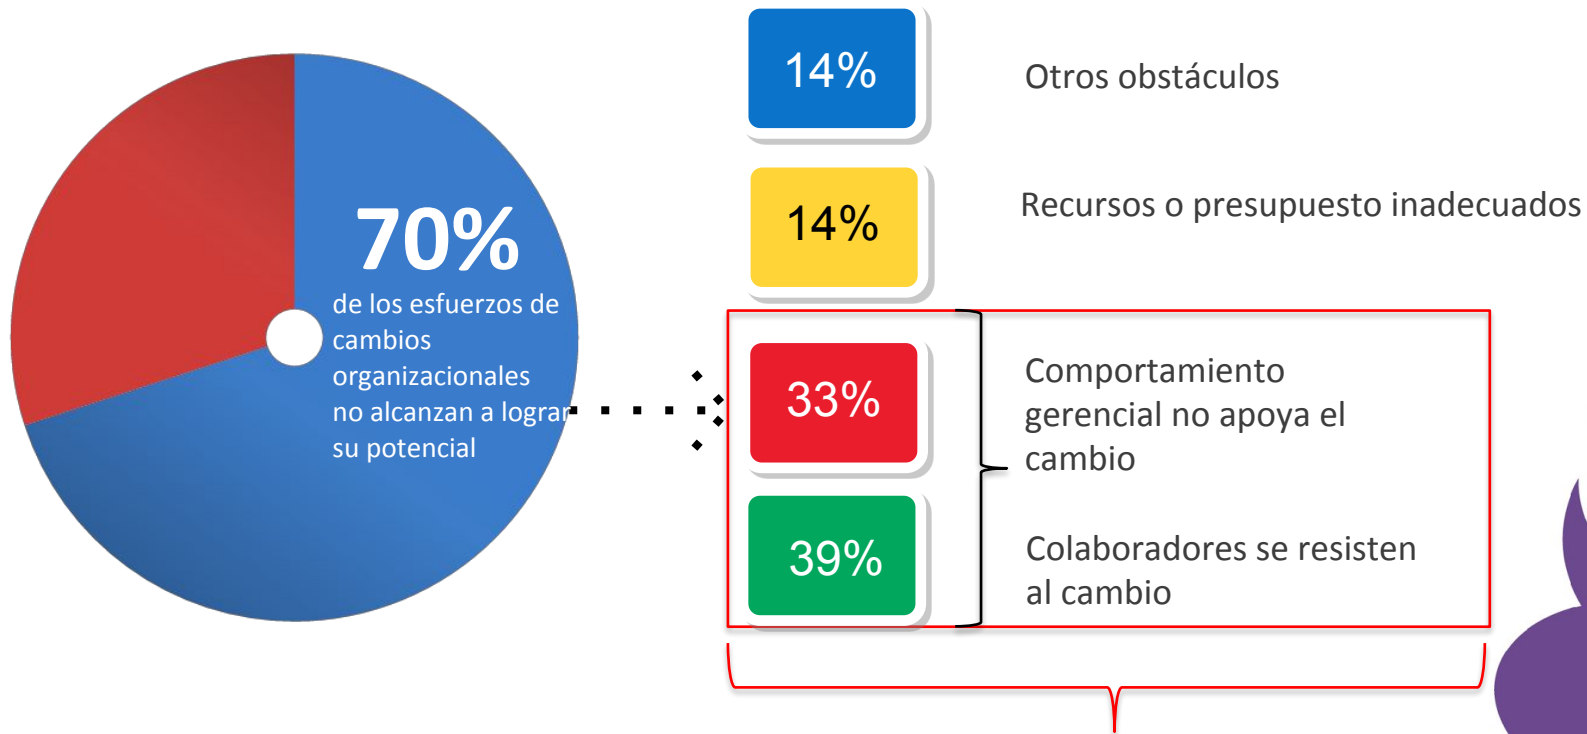 70%
de los esfuerzos de
cambios
organizacionales
no alcanzan a lograr
su potencial
14%
Otros obstáculos
14%
Recursos o presupuesto inadecuados
33%
Comportamiento
gerencial no apoya el
cambio
39%
Colaboradores se resisten
al cambio